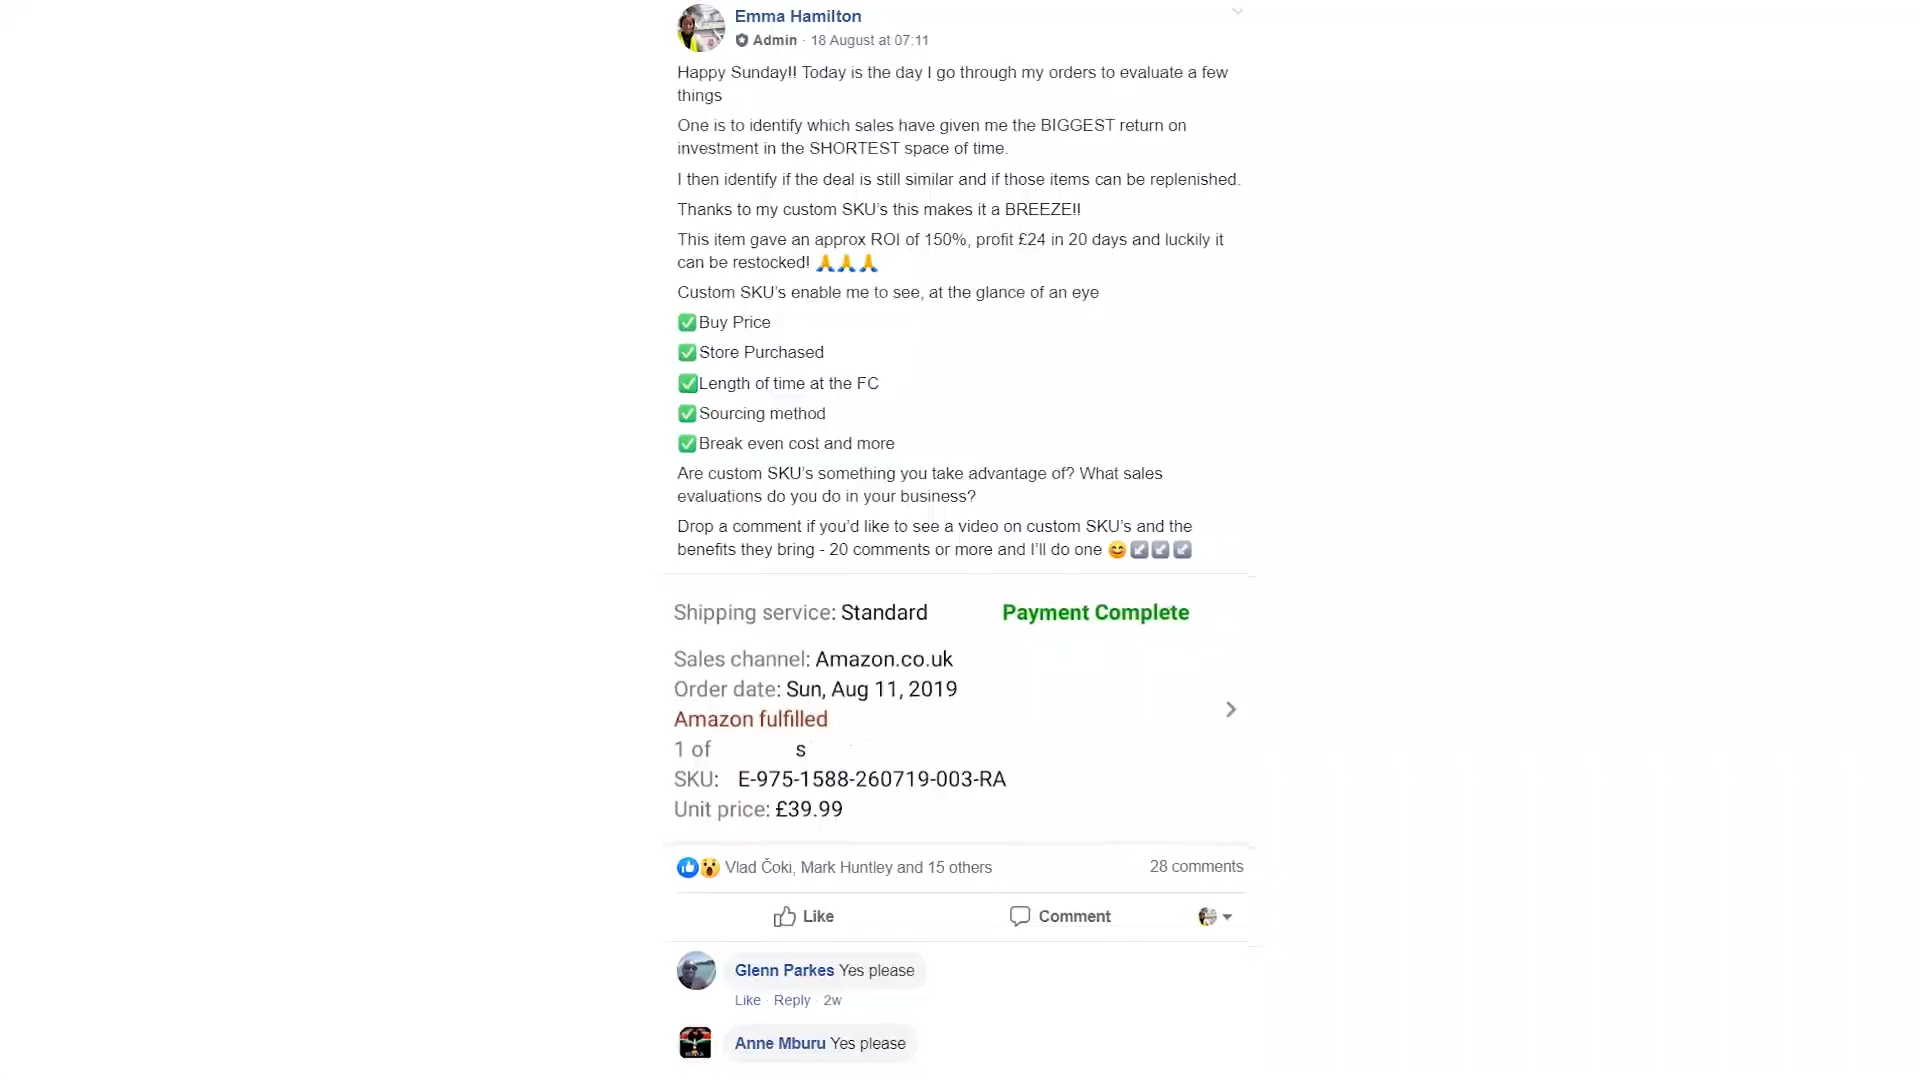 Emma Hamilton
Admin · 18 August at 07:11
Happy Sunday!! Today is the day I go through my orders to evaluate a few
things
One is to identify which sales have given me the BIGGEST return on
investment in the SHORTEST space of time.
I then identify if the deal is still similar and if those items can be replenished.
Thanks to my custom SKU's this makes it a BREEZE!!
This item gave an approx ROI of 150%, profit £24 in 20 days and luckily it
can be restocked! 🙏🙏🙏
Custom SKU's enable me to see, at the glance of an eye
✅Buy Price
✅Store Purchased
✅Length of time at the FC
✅Sourcing method
✅Break even cost and more
Are custom SKU's something you take advantage of? What sales
evaluations do you do in your business?
Drop a comment if you'd like to see a video on custom SKU's and the
benefits they bring - 20 comments or more and I'll do one 😊↙️↙️↙️
Shipping service: Standard Payment Complete
Sales channel: Amazon.co.uk
Order date: Sun, Aug 11, 2019
Amazon fulfilled
1 of s
SKU: E-975-1588-260719-003-RA
Unit price: £39.99
Vlad Čoki, Mark Huntley and 15 others 28 comments
Like Comment
Glenn Parkes Yes please
Like · Reply · 2w
Anne Mburu Yes please